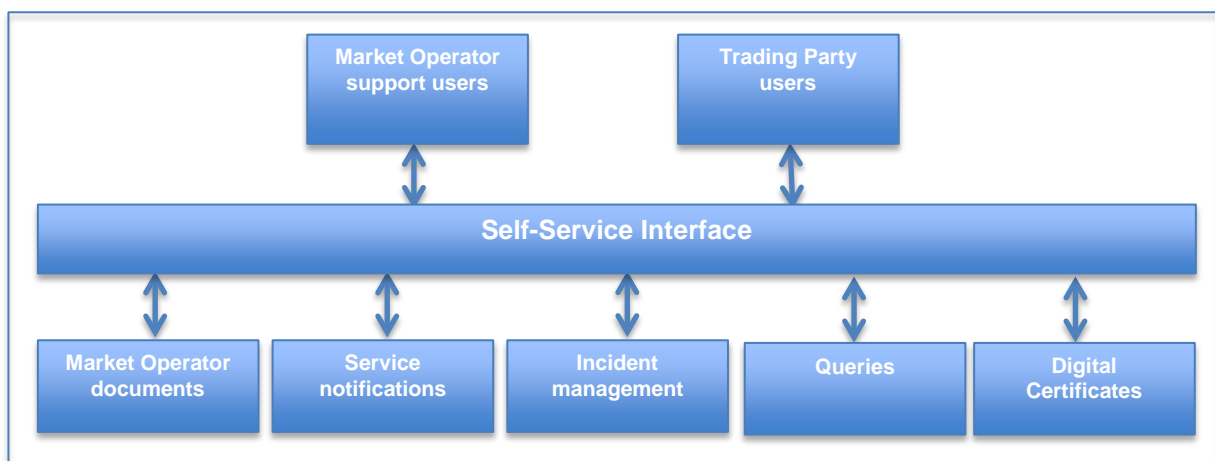 Market Operator
support users
Trading Party
users
Self-Service Interface
Market Operator
documents
Service
notifications
Incident
management
Queries
Digital
Certificates